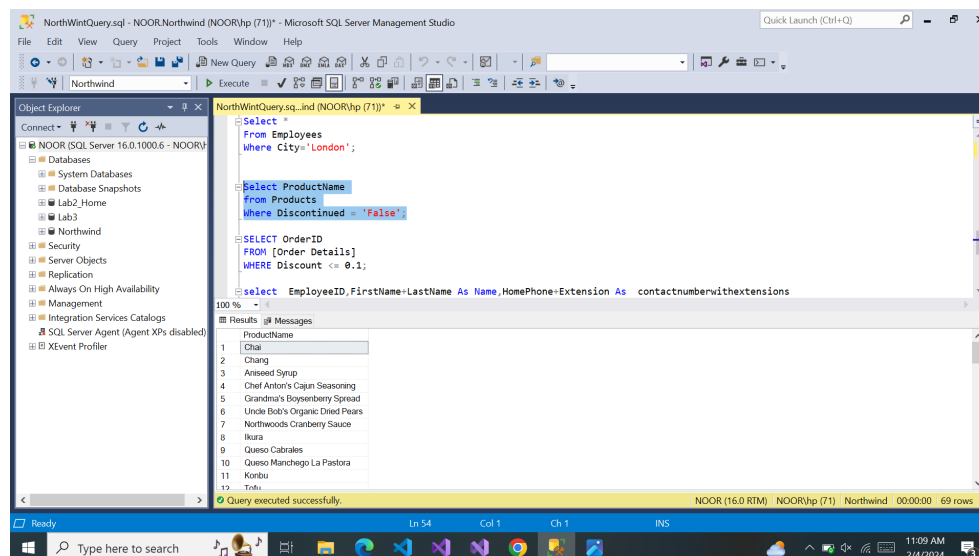 NorthWintQuery.sql - NOOR.Northwind (NOOR\hp (71))* - Microsoft SQL Server Management Studio
Quick Launch (Ctrl+Q)
File Edit View Query Project Tools Window Help
New Query
Northwind
Execute
Object Explorer
NorthWintQuery.sq...ind (NOOR\hp (71))*
Connect
NOOR (SQL Server 16.0.1000.6 - NOOR\h
Databases
System Databases
Database Snapshots
Lab2_Home
Lab3
Northwind
Security
Server Objects
Replication
Always On High Availability
Management
Integration Services Catalogs
SQL Server Agent (Agent XPs disabled)
XEvent Profiler
Select *
From Employees
Where City='London';
Select ProductName
from Products
Where Discontinued = 'False';
SELECT OrderID
FROM [Order Details]
WHERE Discount <= 0.1;
select EmployeeID,FirstName+LastName As Name,HomePhone+Extension As contactnumberwithextensions
100 %
Results Messages
ProductName
1 Chai
2 Chang
3 Aniseed Syrup
4 Chef Anton's Cajun Seasoning
5 Grandma's Boysenberry Spread
6 Uncle Bob's Organic Dried Pears
7 Northwoods Cranberry Sauce
8 Ikura
9 Queso Cabrales
10 Queso Manchego La Pastora
11 Konbu
12 Tofu
Query executed successfully.
NOOR (16.0 RTM) NOOR\hp (71) Northwind 00:00:00 69 rows
Ready Ln 54 Col 1 Ch 1 INS
Type here to search
11:09 AM
2/4/2024